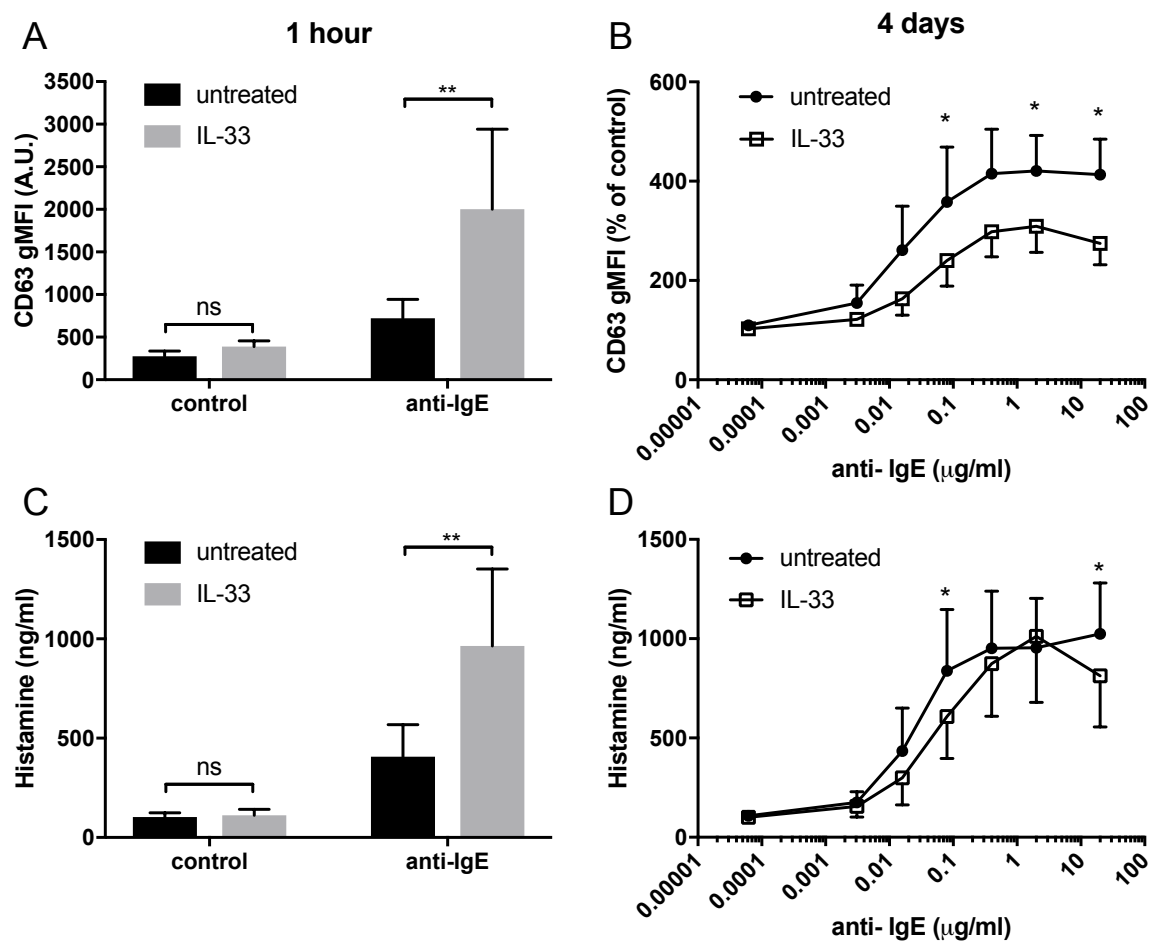 A
1 hour
CD63 gMFI (A.U.)
3500
3000
2500
2000
1500
1000
500
0
untreated
IL-33
ns
**
control
anti-IgE
B
4 days
CD63 gMFI (% of control)
600
400
200
0
untreated
IL-33
*
*
*
0.00001
0.0001
0.001
0.01
0.1
1
10
100
anti- IgE (μg/ml)
C
Histamine (ng/ml)
1500
1000
500
0
untreated
IL-33
ns
**
control
anti-IgE
D
Histamine (ng/ml)
1500
1000
500
0
untreated
IL-33
*
*
0.00001
0.0001
0.001
0.01
0.1
1
10
100
anti- IgE (μg/ml)